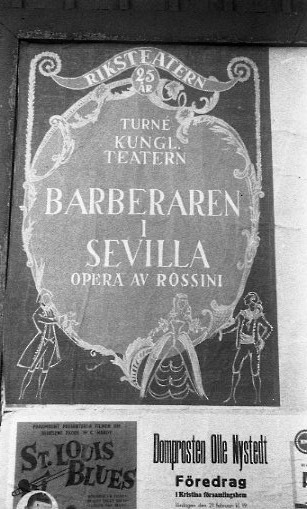 RIKSTEATERN
25
ÅR
TURNE
KUNGL.
TEATERN
BARBERAREN
I
SEVILLA
OPERA AV ROSSINI
ST. LOUIS
BLUES
Domprosten Olle Nystedt
Föredrag
i Kristina församlingshem